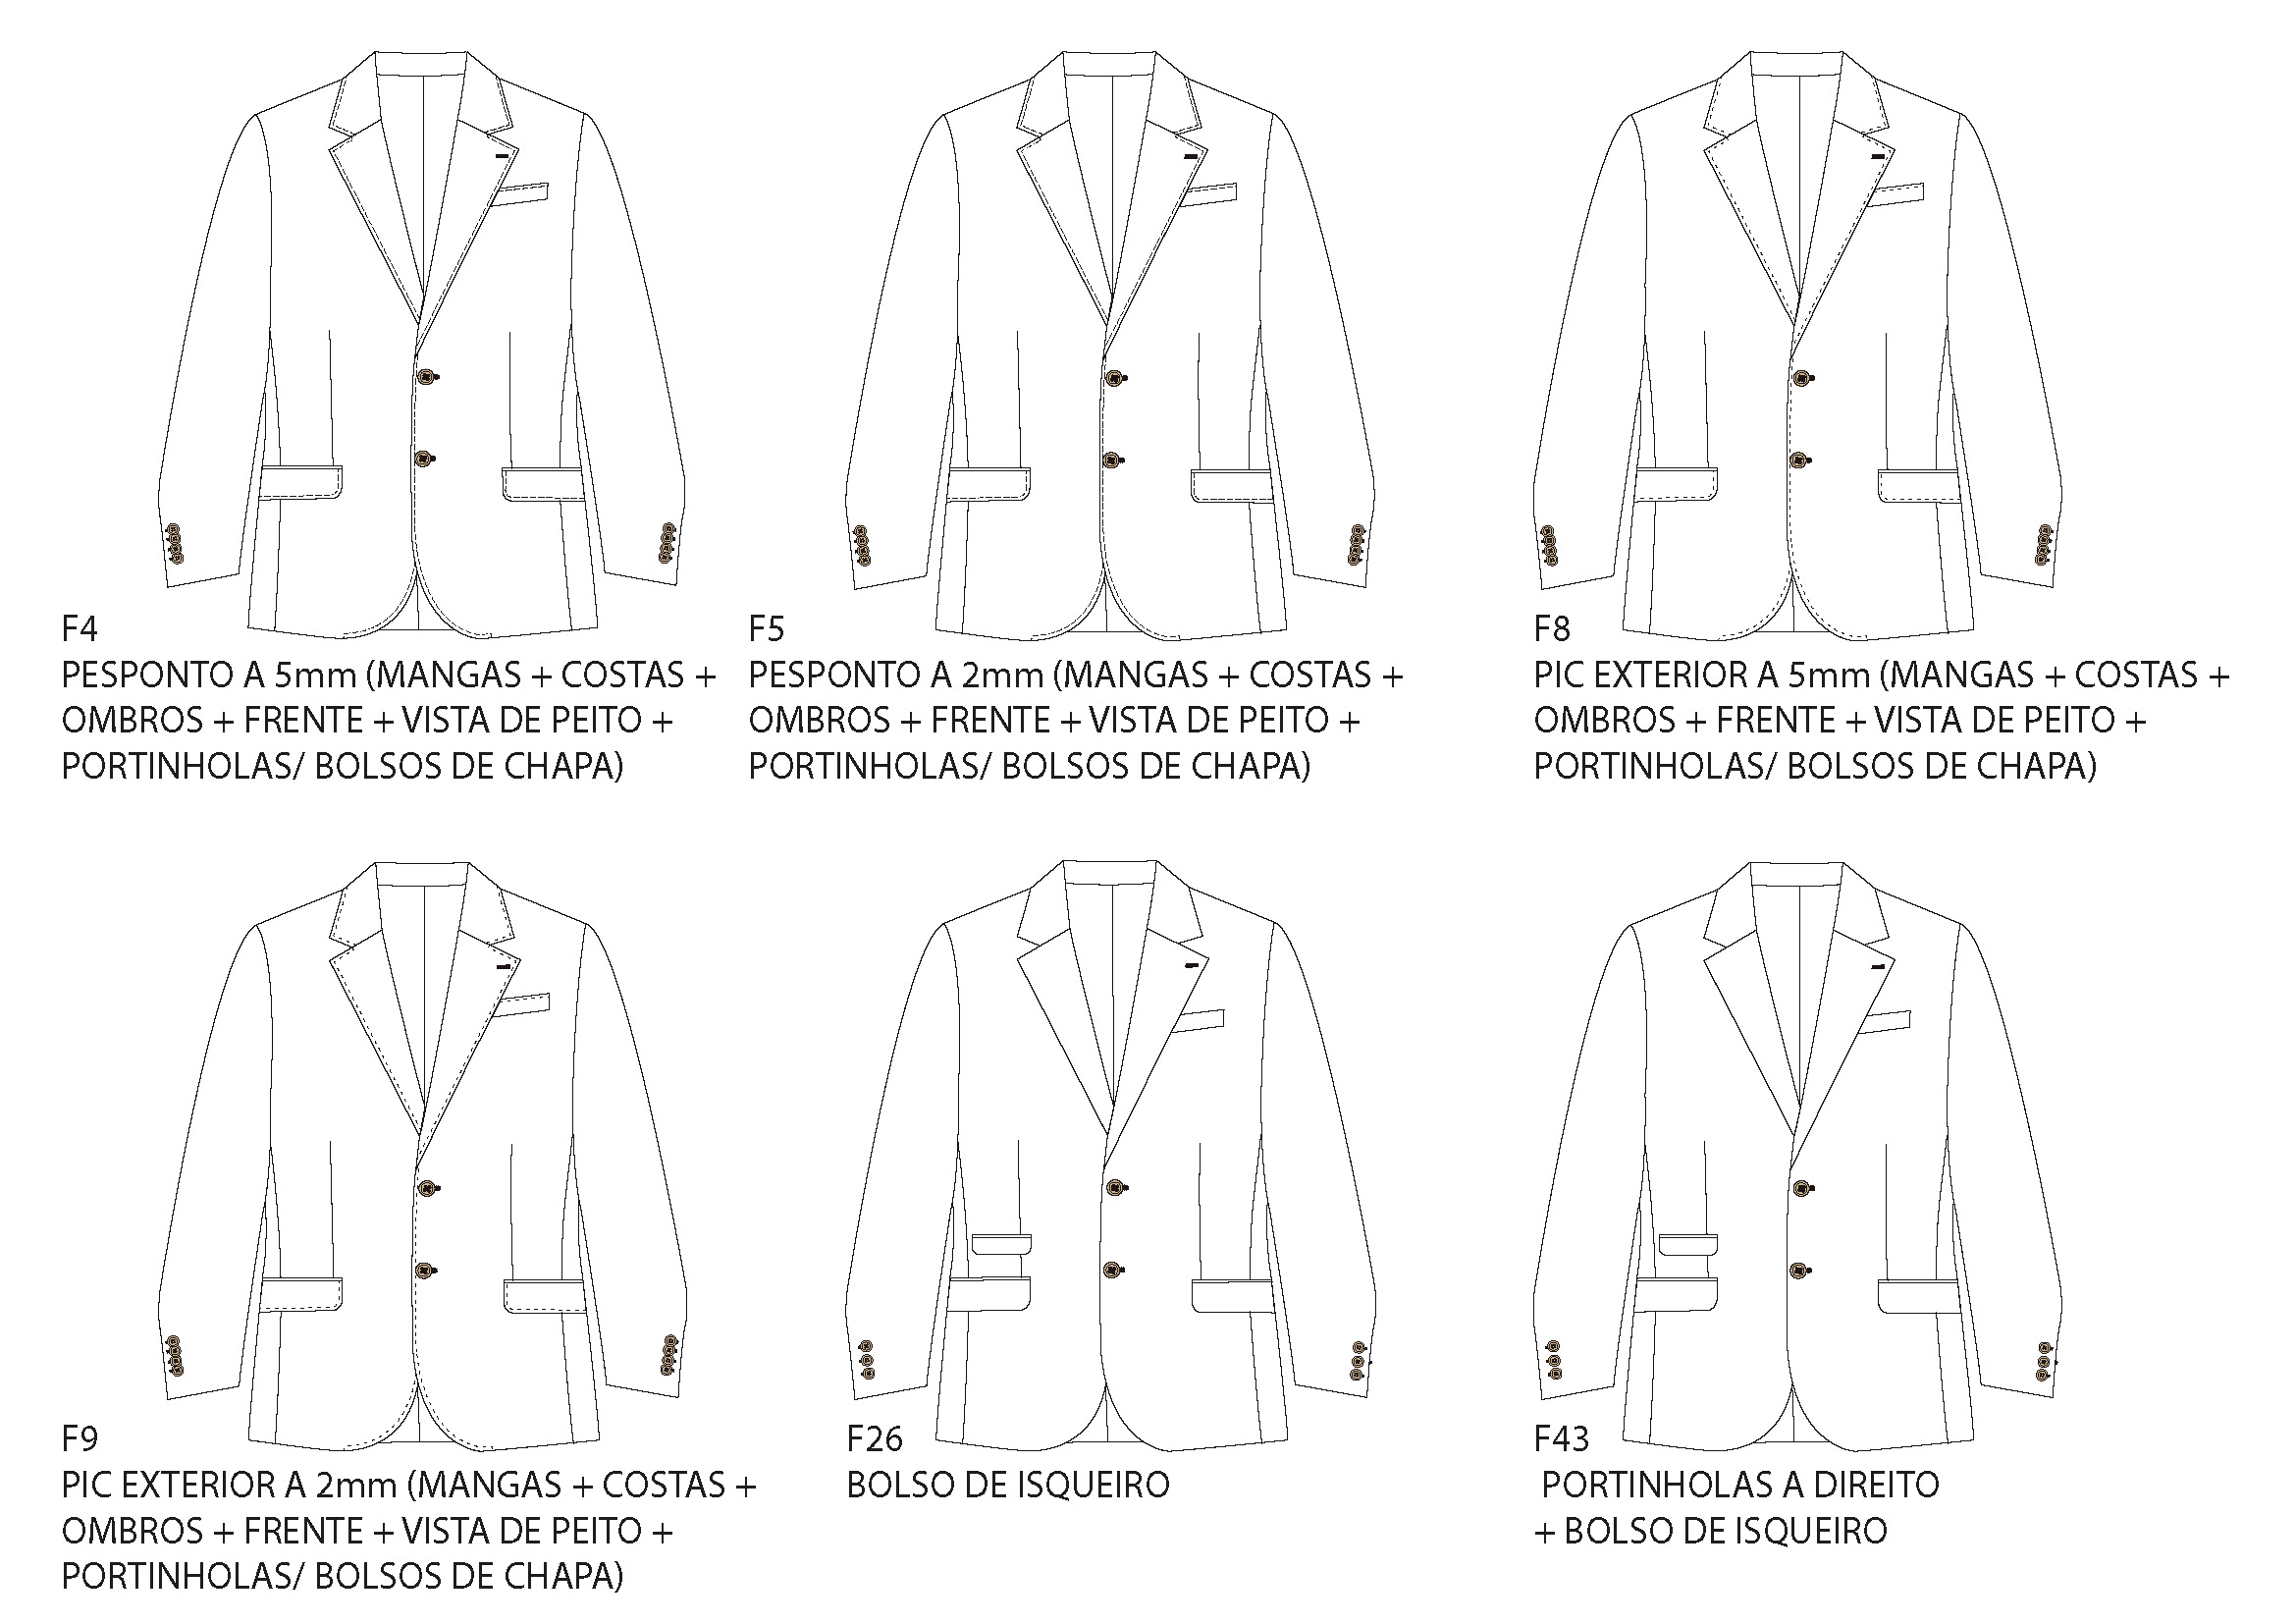 F4
PESPONTO A 5mm (MANGAS + COSTAS +
OMBROS + FRENTE + VISTA DE PEITO +
PORTINHOLAS/ BOLSOS DE CHAPA)
F5
PESPONTO A 2mm (MANGAS + COSTAS +
OMBROS + FRENTE + VISTA DE PEITO +
PORTINHOLAS/ BOLSOS DE CHAPA)
F8
PIC EXTERIOR A 5mm (MANGAS + COSTAS +
OMBROS + FRENTE + VISTA DE PEITO +
PORTINHOLAS/ BOLSOS DE CHAPA)
F9
PIC EXTERIOR A 2mm (MANGAS + COSTAS +
OMBROS + FRENTE + VISTA DE PEITO +
PORTINHOLAS/ BOLSOS DE CHAPA)
F26
BOLSO DE ISQUEIRO
F43
PORTINHOLAS A DIREITO
+ BOLSO DE ISQUEIRO